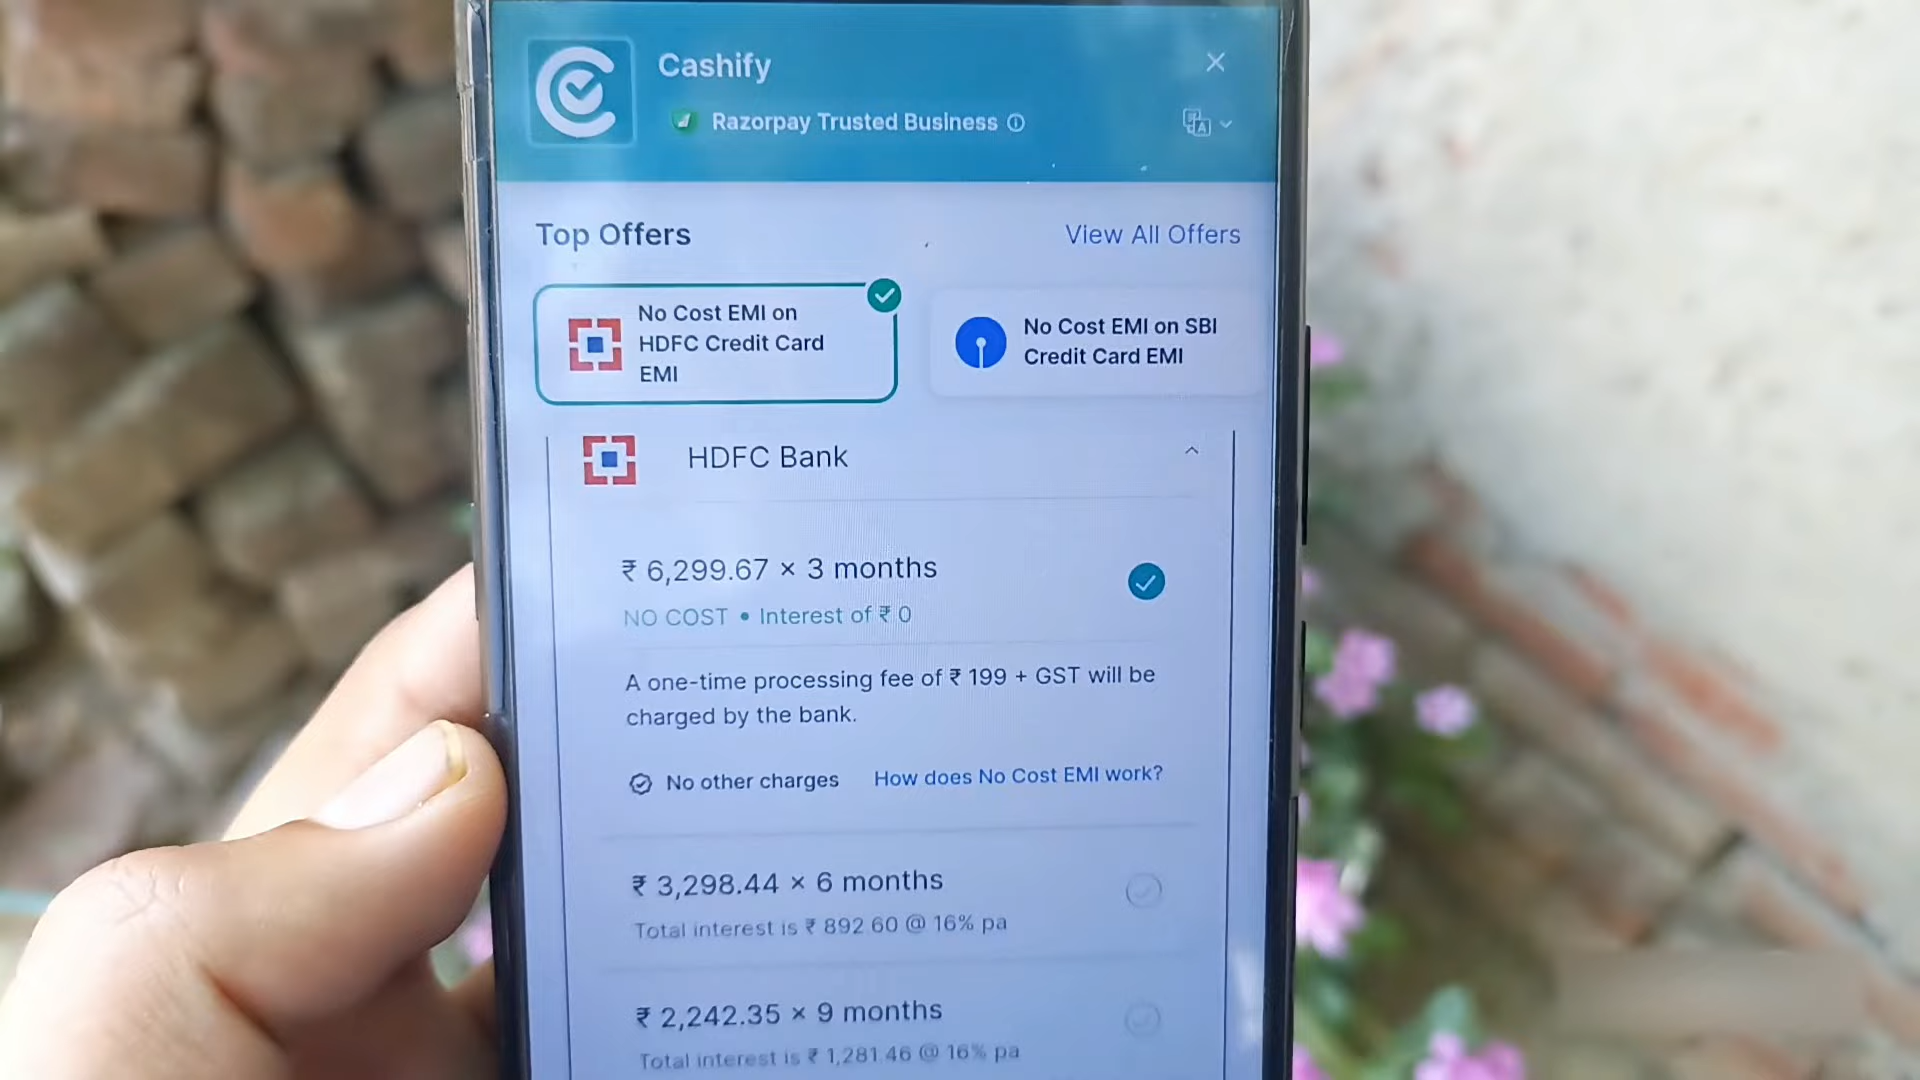 Cashify
Razorpay Trusted Business
Top Offers
View All Offers
No Cost EMI on
HDFC Credit Card
EMI
No Cost EMI on SBI
Credit Card EMI
HDFC Bank
₹ 6,299.67 × 3 months
NO COST • Interest of ₹ 0
A one-time processing fee of ₹ 199 + GST will be
charged by the bank.
No other charges
How does No Cost EMI work?
₹ 3,298.44 × 6 months
Total interest is ₹ 892.60 @ 16% pa
₹ 2,242.35 × 9 months
Total interest is ₹ 1,281.46 @ 16% pa